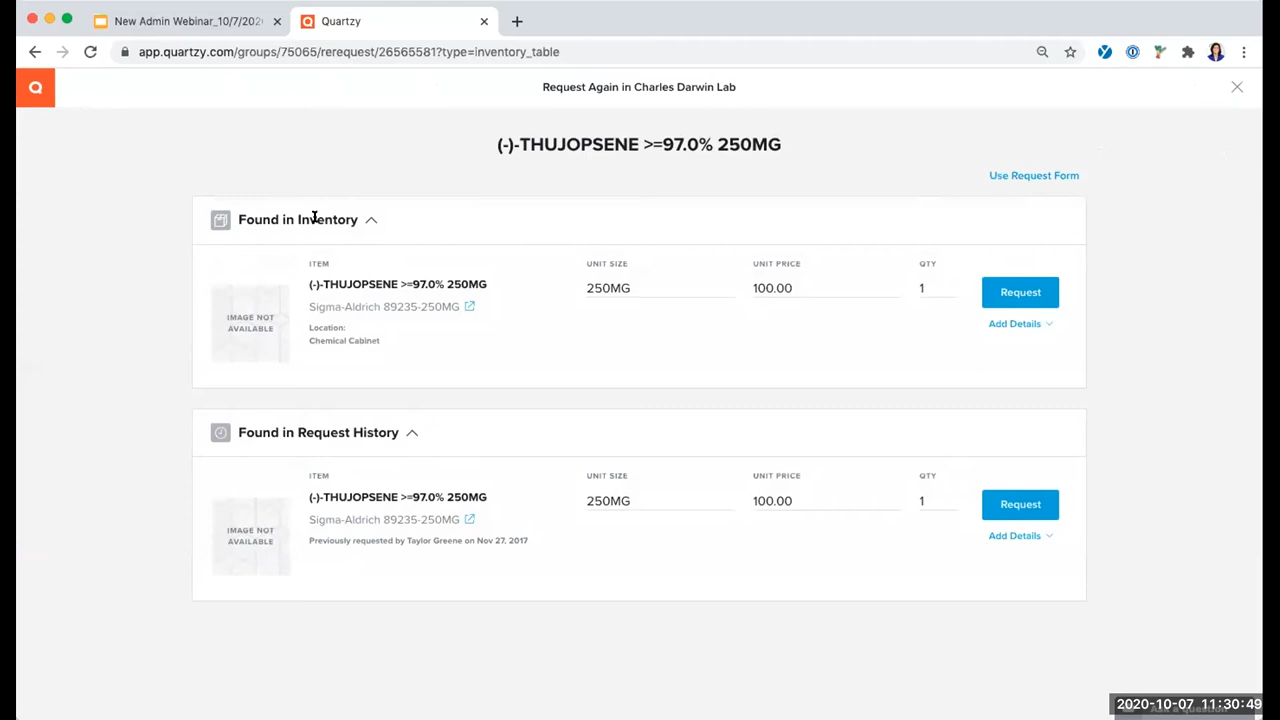 New Admin Webinar_10/7/202
Quartzy
app.quartzy.com/groups/75065/rerequest/26565581?type=inventory_table
Q
Request Again in Charles Darwin Lab
(-)-THUJOPSENE >=97.0% 250MG
Use Request Form
Found in Inventory
ITEM
UNIT SIZE
UNIT PRICE
QTY
(-)-THUJOPSENE >=97.0% 250MG
250MG
100.00
1
Request
Sigma-Aldrich 89235-250MG
IMAGE NOT
AVAILABLE
Location:
Chemical Cabinet
Add Details
Found in Request History
ITEM
UNIT SIZE
UNIT PRICE
QTY
(-)-THUJOPSENE >=97.0% 250MG
250MG
100.00
1
Request
Sigma-Aldrich 89235-250MG
IMAGE NOT
AVAILABLE
Previously requested by Taylor Greene on Nov 27, 2017
Add Details
2020-10-07 11:30:49